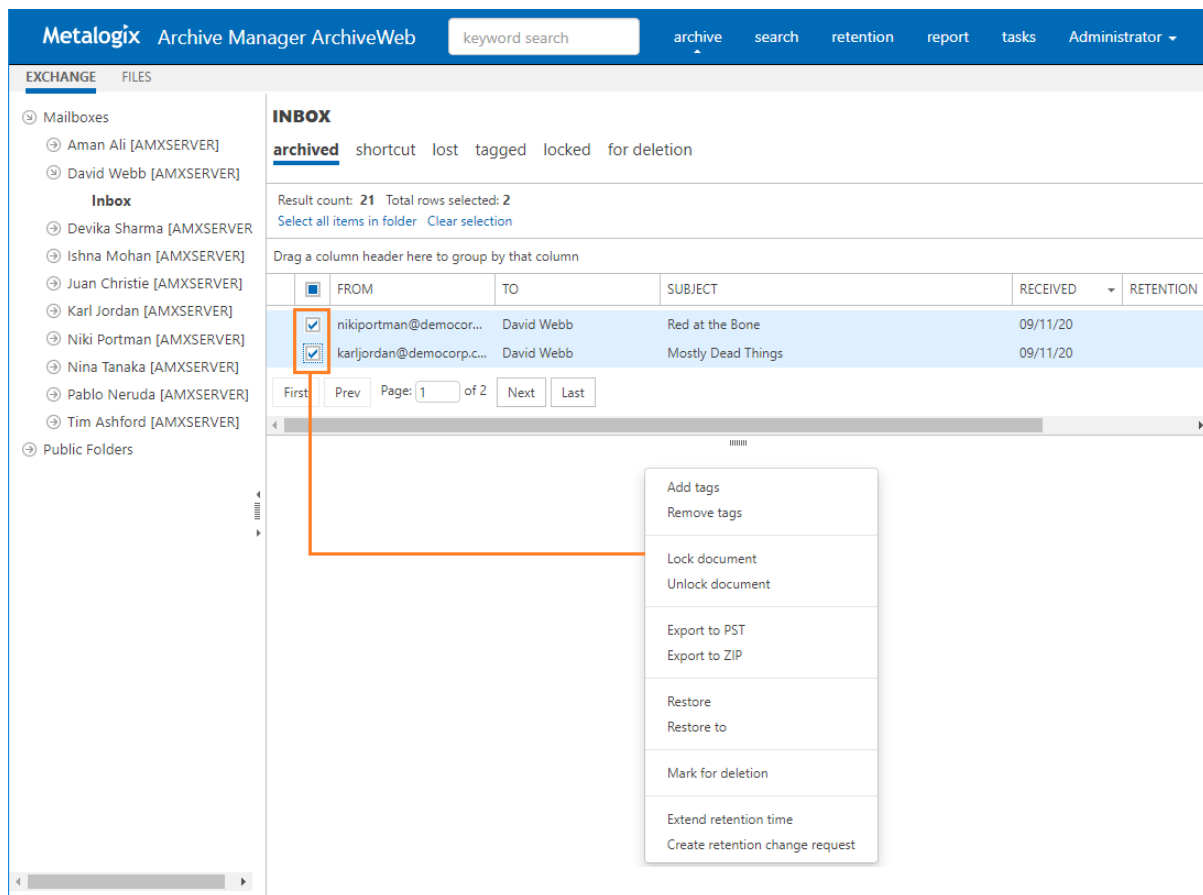 Metalogix Archive Manager ArchiveWeb keyword search archive search retention report tasks Administrator
EXCHANGE FILES
Mailboxes
Aman Ali [AMXSERVER]
David Webb [AMXSERVER]
Inbox
Devika Sharma [AMXSERVER
Ishna Mohan [AMXSERVER]
Juan Christie [AMXSERVER]
Karl Jordan [AMXSERVER]
Niki Portman [AMXSERVER]
Nina Tanaka [AMXSERVER]
Pablo Neruda [AMXSERVER]
Tim Ashford [AMXSERVER]
Public Folders
INBOX
archived shortcut lost tagged locked for deletion
Result count: 21 Total rows selected: 2
Select all items in folder Clear selection
Drag a column header here to group by that column
FROM TO SUBJECT RECEIVED RETENTION
nikiportman@democor... David Webb Red at the Bone 09/11/20
karljordan@democorp.c... David Webb Mostly Dead Things 09/11/20
First Prev Page: 1 of 2 Next Last
Add tags
Remove tags
Lock document
Unlock document
Export to PST
Export to ZIP
Restore
Restore to
Mark for deletion
Extend retention time
Create retention change request